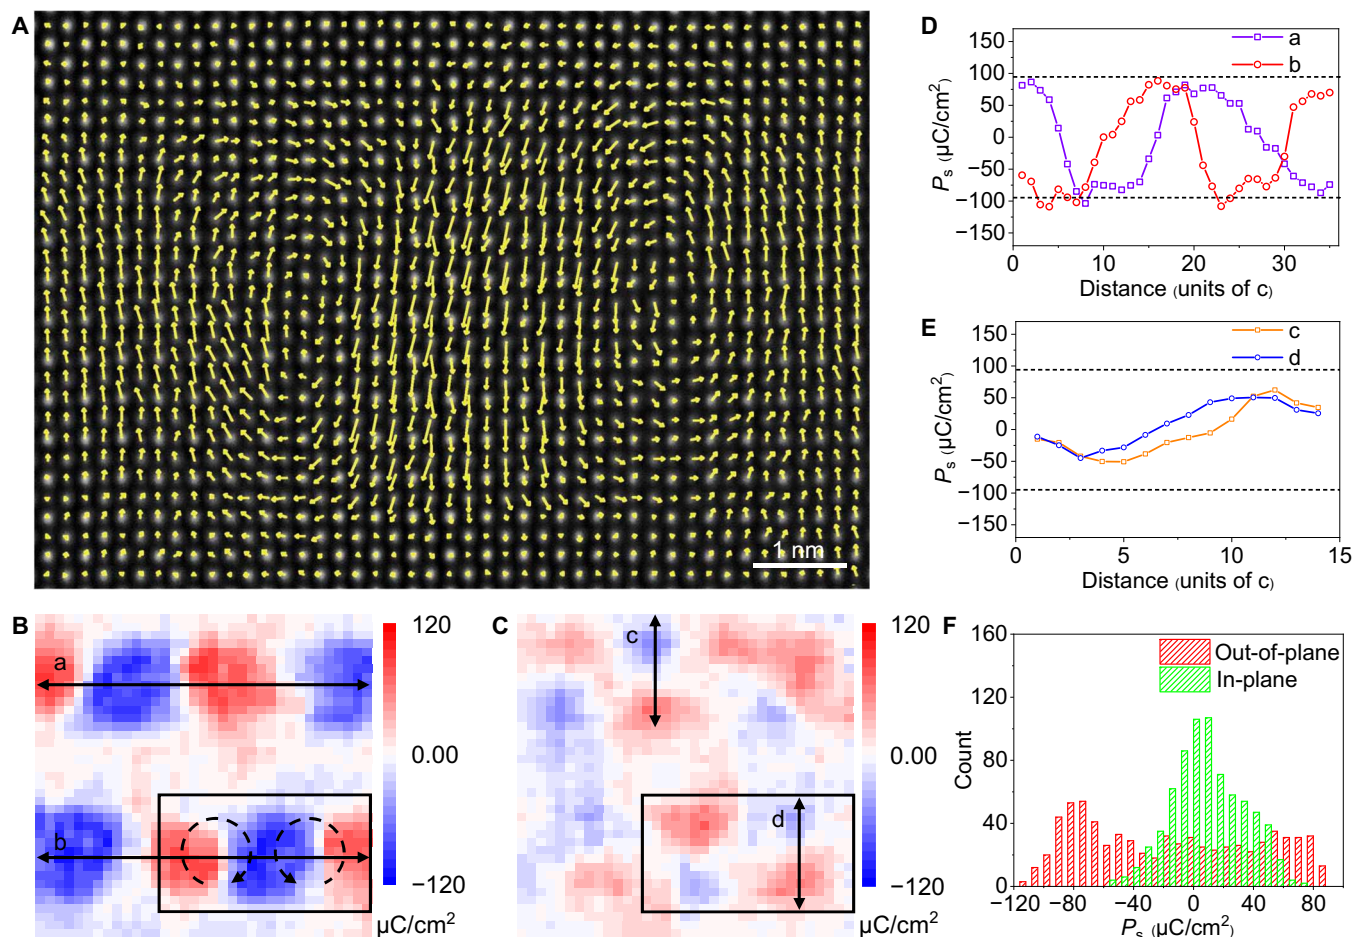 A
1 nm
B
a
b
120
0.00
−120
µC/cm²
C
c
d
120
0.00
−120
µC/cm²
D
a
b
150
100
50
0
−50
−100
−150
Ps (µC/cm²)
0
10
20
30
Distance (units of c)
E
c
d
150
100
50
0
−50
−100
−150
Ps (µC/cm²)
0
5
10
15
Distance (units of c)
F
Out-of-plane
In-plane
160
120
80
40
0
Count
−120
−80
−40
0
40
80
Ps (µC/cm²)